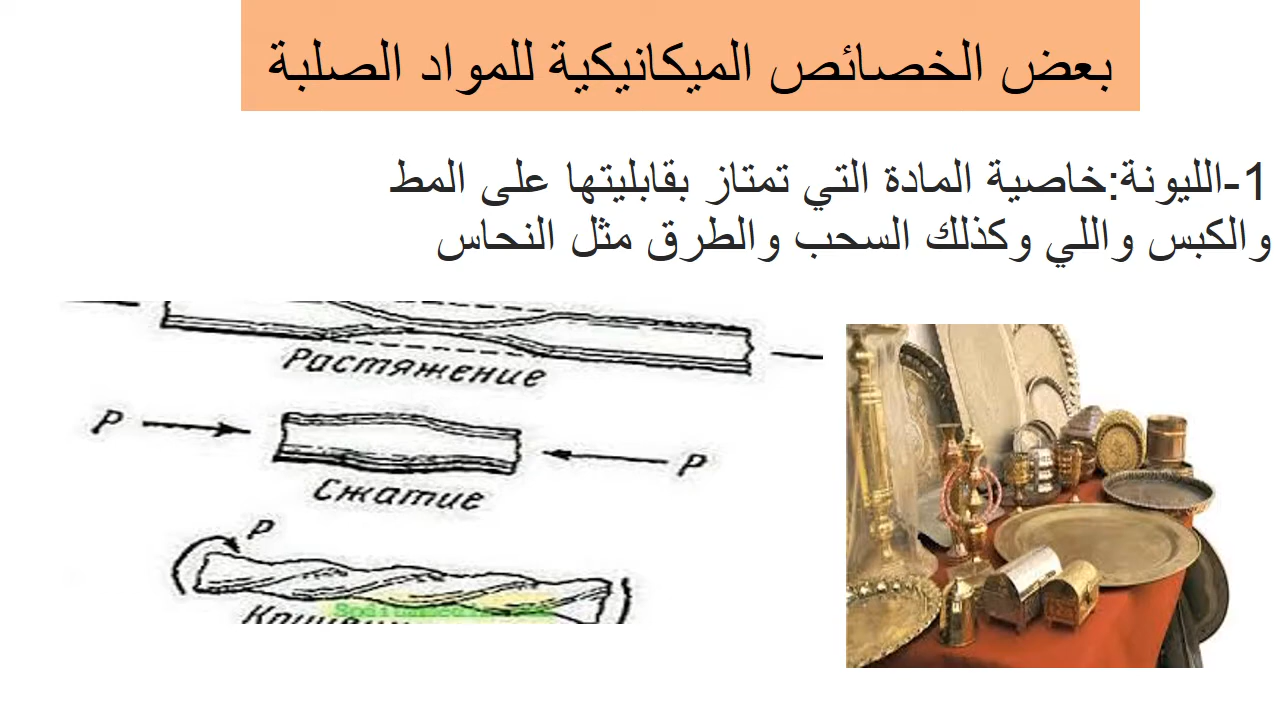 بعض الخصائص الميكانيكية للمواد الصلبة
1-الليونة:خاصية المادة التي تمتاز بقابليتها على المط
والكبس واللي وكذلك السحب والطرق مثل النحاس
Растяжение
P
P
Сжатие
P